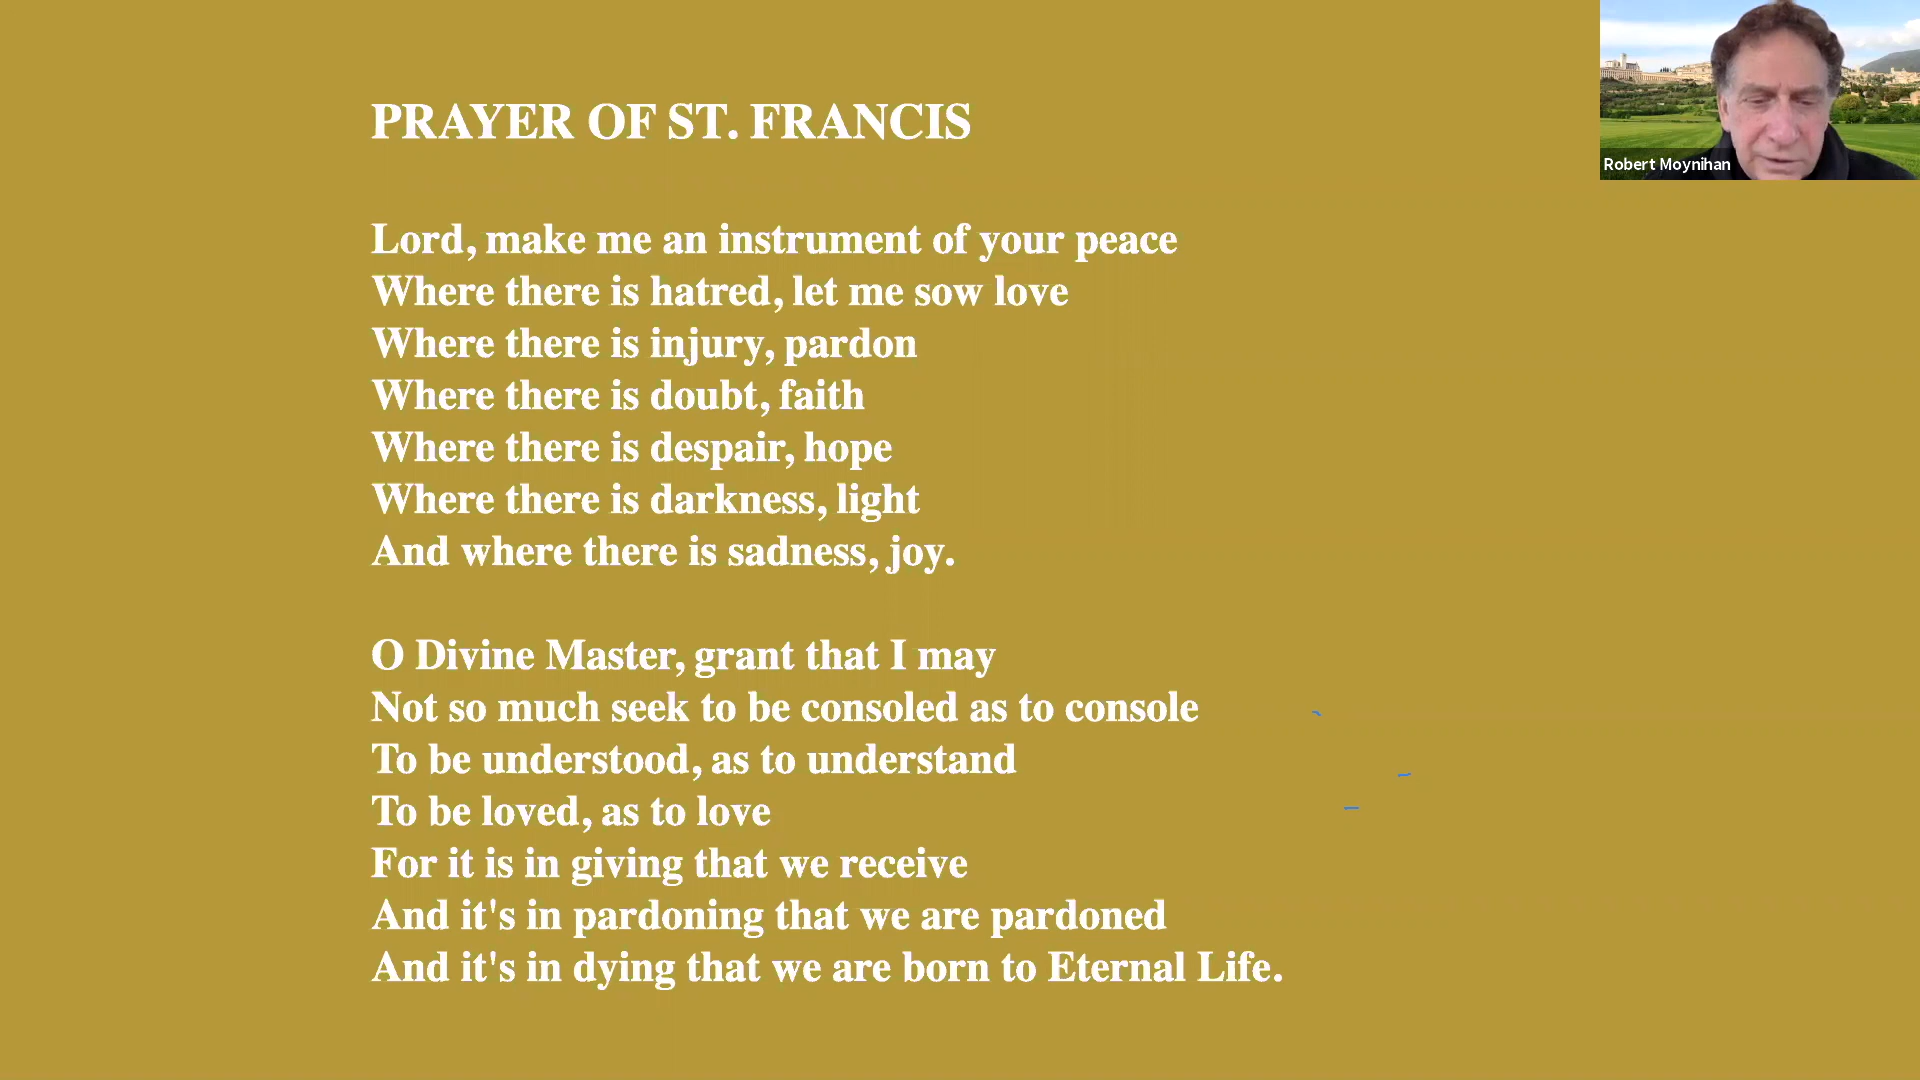 PRAYER OF ST. FRANCIS
Lord, make me an instrument of your peace
Where there is hatred, let me sow love
Where there is injury, pardon
Where there is doubt, faith
Where there is despair, hope
Where there is darkness, light
And where there is sadness, joy.
O Divine Master, grant that I may
Not so much seek to be consoled as to console
To be understood, as to understand
To be loved, as to love
For it is in giving that we receive
And it's in pardoning that we are pardoned
And it's in dying that we are born to Eternal Life.
Robert Moynihan